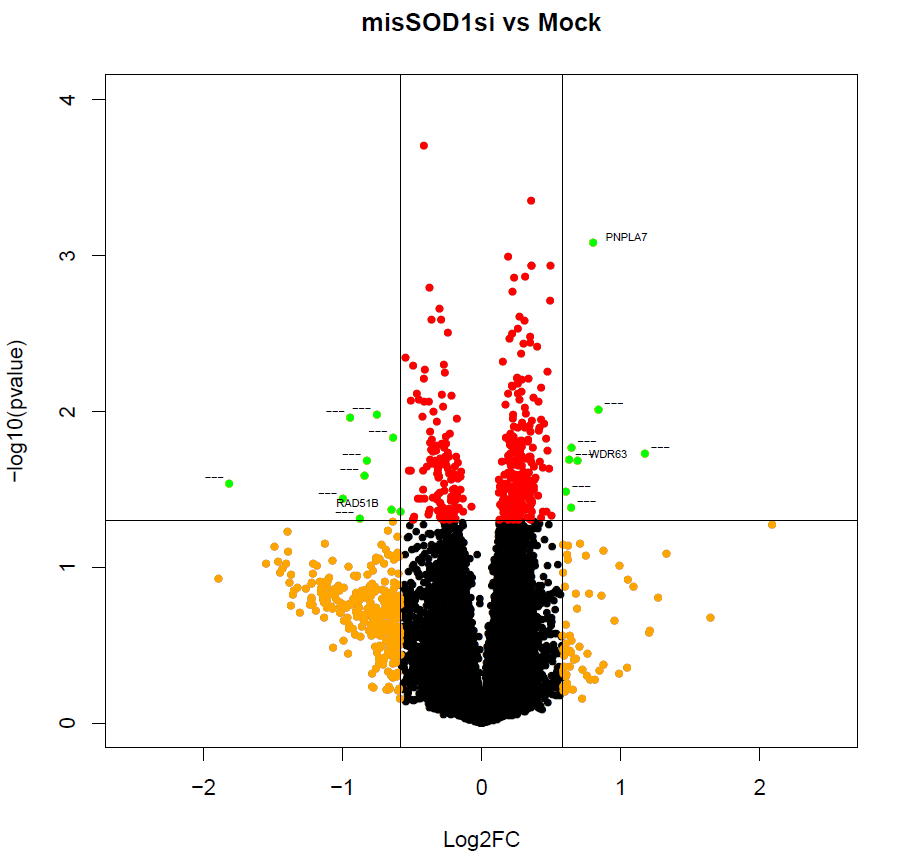 misSOD1si vs Mock
−log10(pvalue)
4
3
2
1
0
PNPLA7
---
--- ---
---
---
--- WDR63 ---
---
---
---
---
---
RAD51B
---
---
−2 −1 0 1 2
Log2FC